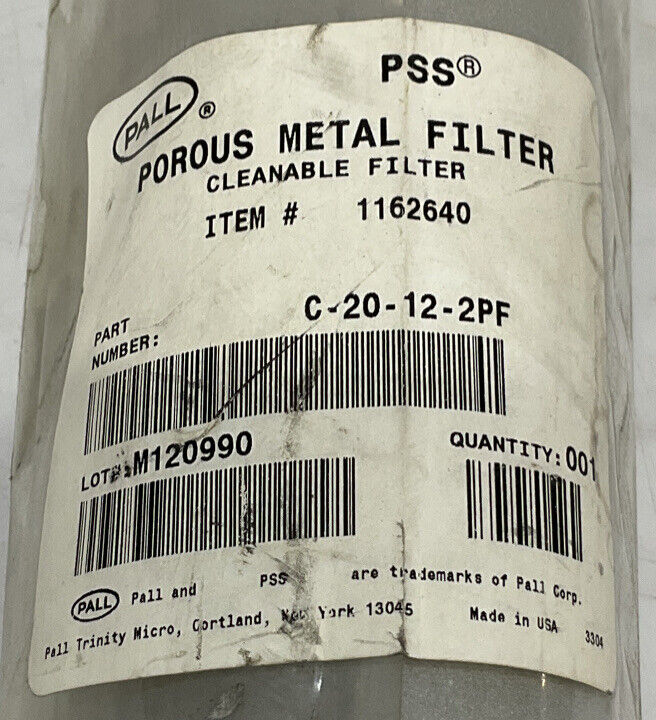 PSS®
PALL ®
POROUS METAL FILTER
CLEANABLE FILTER
ITEM # 1162640
PART NUMBER: C-20-12-2PF
LOT#: M120990
QUANTITY: 001
PALL Pall and PSS are trademarks of Pall Corp.
Pall Trinity Micro, Cortland, New York 13045 Made in USA 3304